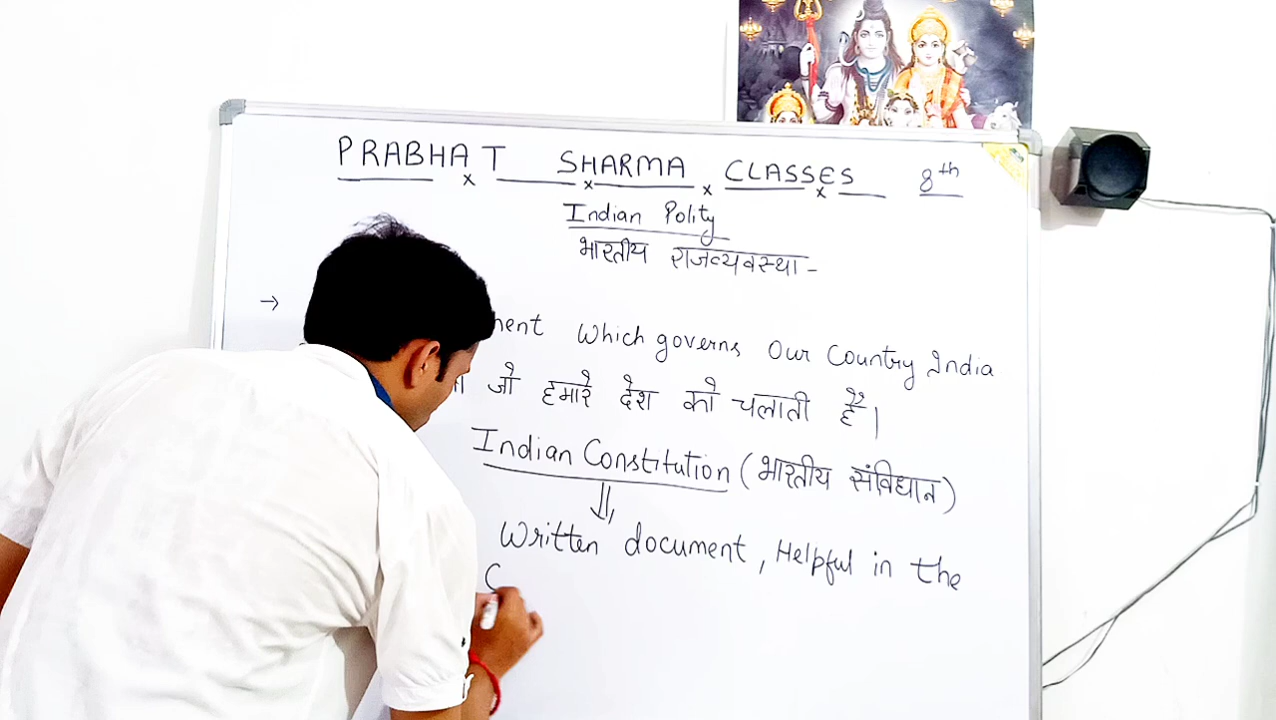 PRABHAT SHARMA CLASSES 8th
Indian Polity
भारतीय राजव्यवस्था -
→ Which governs Our Country India
जो हमारे देश को चलाती है।
Indian Constitution (भारतीय संविधान)
Written document, Helpful in the
C